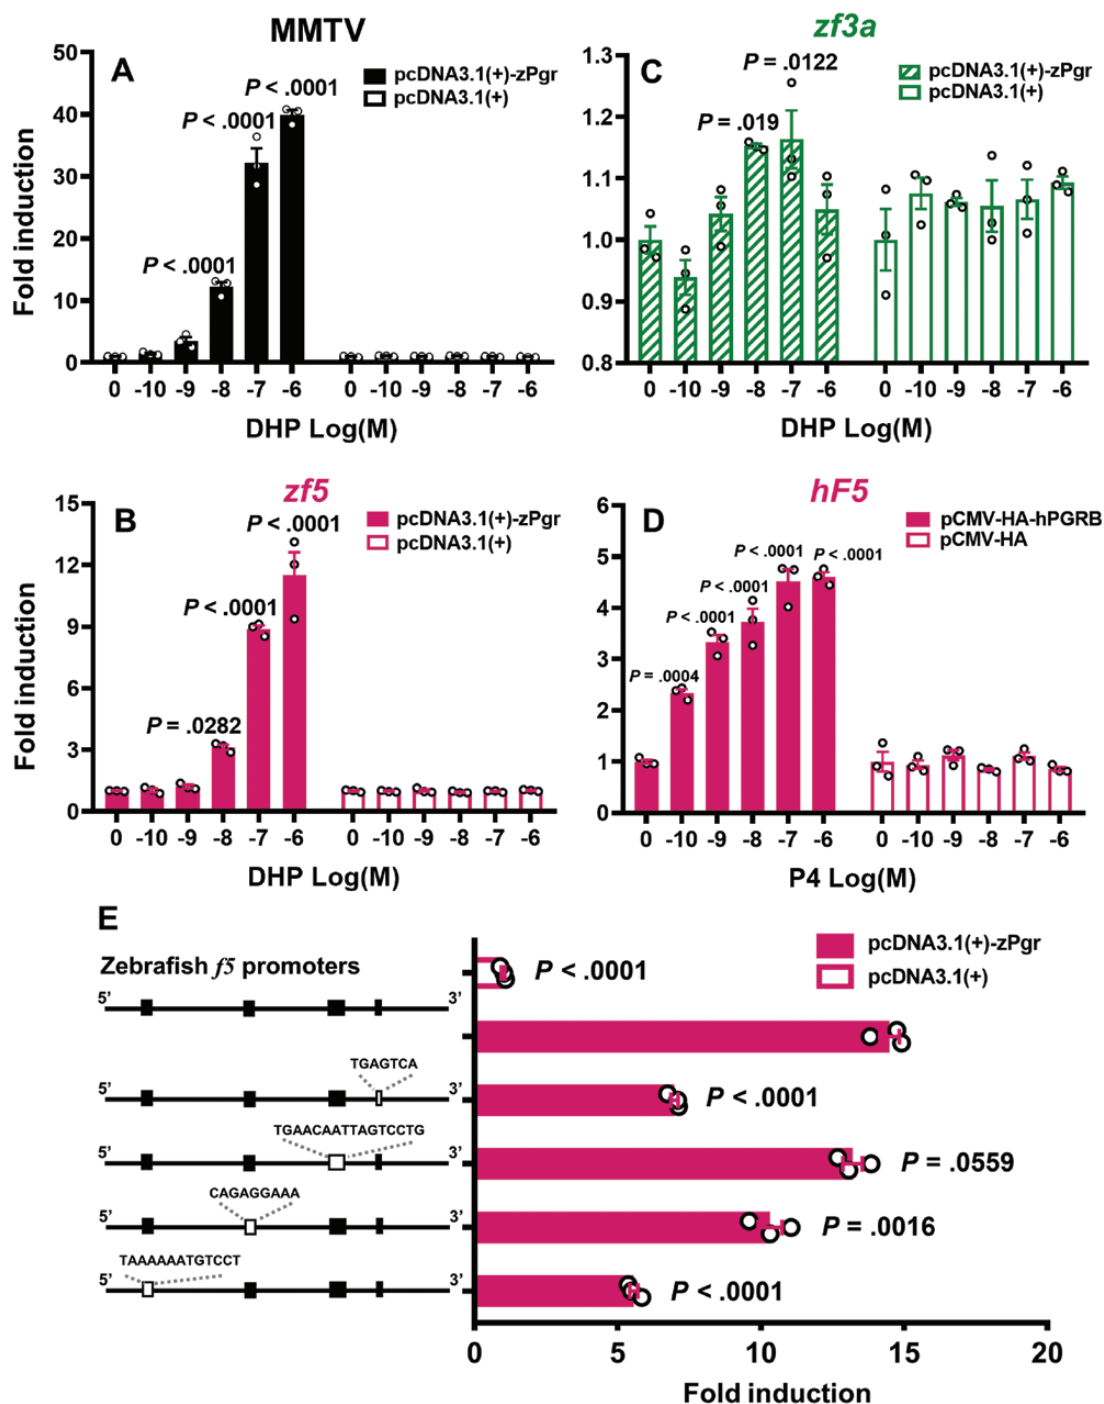 MMTV
A
50
40
30
20
10
0
Fold induction
P < .0001
P < .0001
P < .0001
pcDNA3.1(+)-zPgr
pcDNA3.1(+)
0 -10 -9 -8 -7 -6 0 -10 -9 -8 -7 -6
DHP Log(M)
zf3a
C
1.3
1.2
1.1
1.0
0.9
0.8
P = .0122
P = .019
pcDNA3.1(+)-zPgr
pcDNA3.1(+)
0 -10 -9 -8 -7 -6 0 -10 -9 -8 -7 -6
DHP Log(M)
zf5
B
15
12
9
6
3
0
Fold induction
P < .0001
P < .0001
P = .0282
pcDNA3.1(+)-zPgr
pcDNA3.1(+)
0 -10 -9 -8 -7 -6 0 -10 -9 -8 -7 -6
DHP Log(M)
hF5
D
6
5
4
3
2
1
0
P < .0001
P < .0001
P < .0001
P < .0001
P = .0004
pCMV-HA-hPGRB
pCMV-HA
0 -10 -9 -8 -7 -6 0 -10 -9 -8 -7 -6
P4 Log(M)
E
Zebrafish f5 promoters
pcDNA3.1(+)-zPgr
pcDNA3.1(+)
P < .0001
5' 3'
TGAGTCA
5' 3'
P < .0001
TGAACAATTAGTCCTG
5' 3'
P = .0559
CAGAGGAAA
5' 3'
P = .0016
TAAAAAATGTCCT
5' 3'
P < .0001
0 5 10 15 20
Fold induction